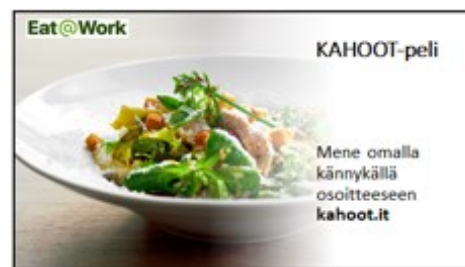 Eat@Work
KAHOOT-peli
Mene omalla
kännykällä
osoitteeseen
kahoot.it